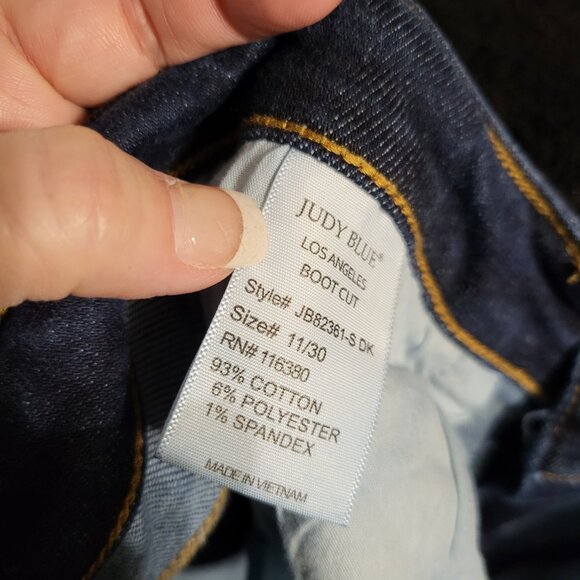 JUDY BLUE®
LOS ANGELES
BOOT CUT
Style# JB82361-S DK
Size# 11/30
RN# 116380
93% COTTON
6% POLYESTER
1% SPANDEX
MADE IN VIETNAM